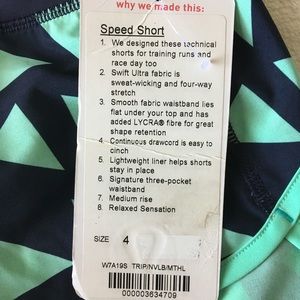 why we made this:
Speed Short
1. We designed these technical
shorts for training runs and
race day too
2. Swift Ultra fabric is
sweat-wicking and four-way
stretch
3. Smooth fabric waistband lies
flat under your top and has
added LYCRA® fibre for great
shape retention
4. Continuous drawcord is easy to
cinch
5. Lightweight liner helps shorts
stay in place
6. Signature three-pocket
waistband
7. Medium rise
8. Relaxed Sensation
SIZE 4
W7A19S TRIP/NVLB/MTHL
000003634709